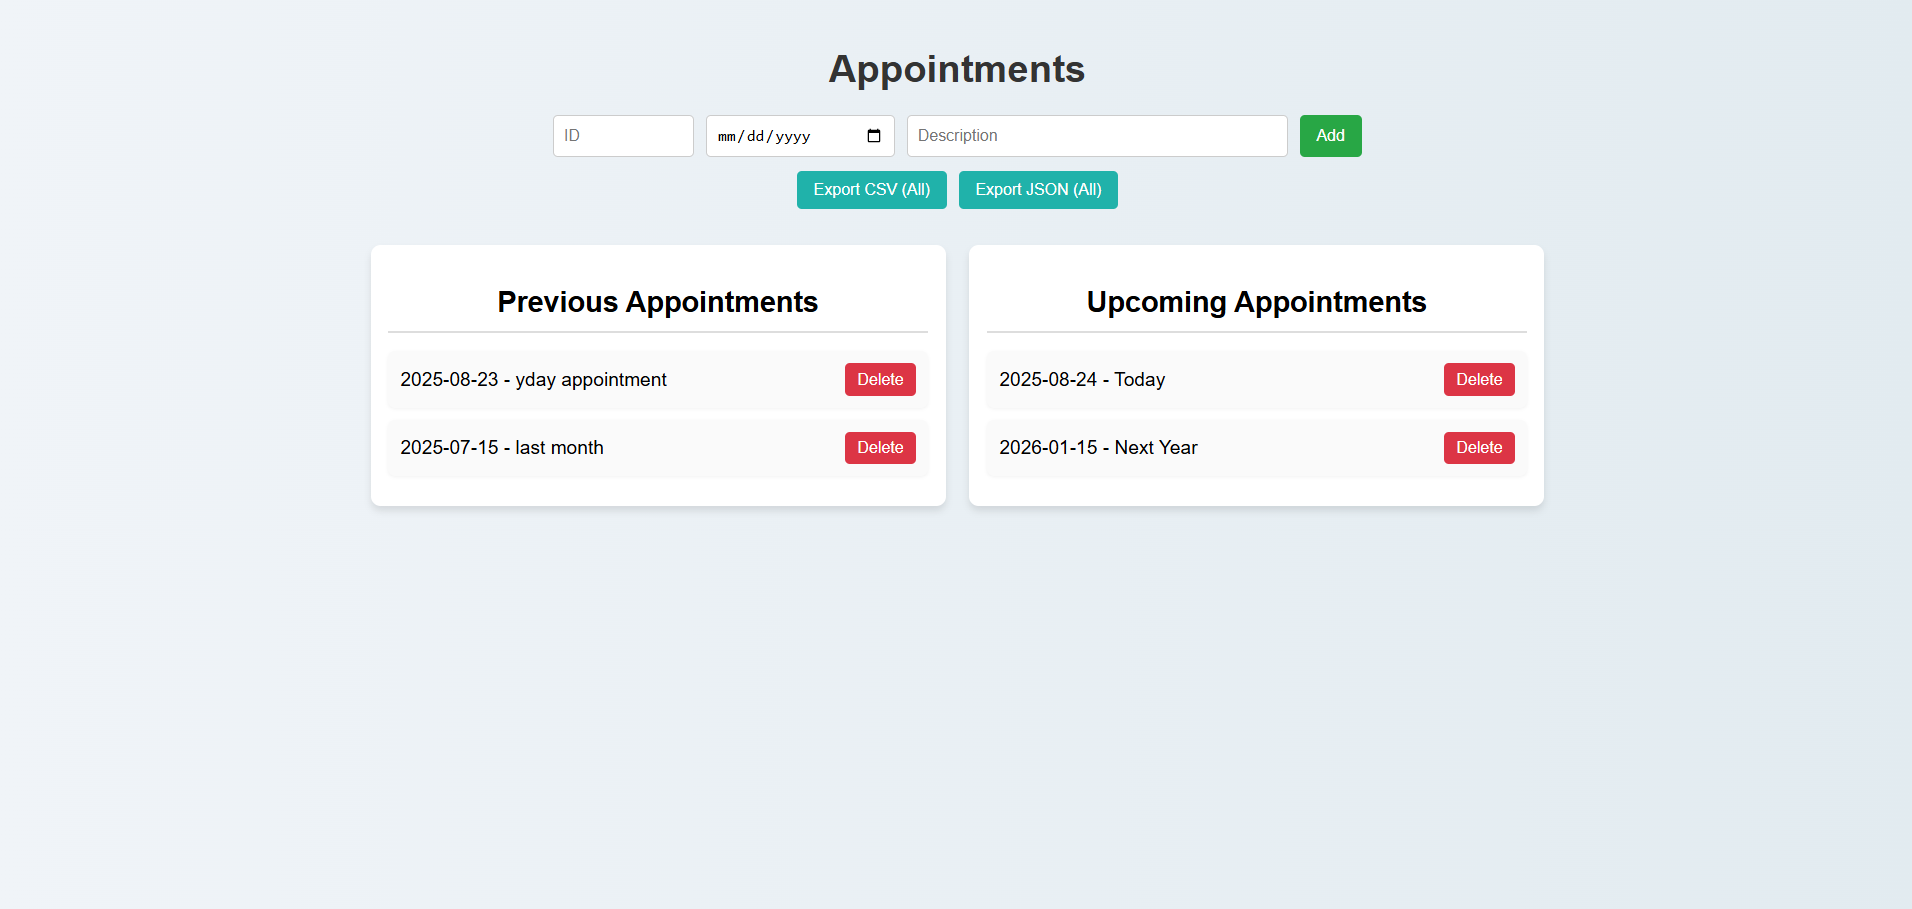 Appointments
ID mm/dd/yyyy Description Add
Export CSV (All) Export JSON (All)
Previous Appointments
2025-08-23 - yday appointment Delete
2025-07-15 - last month Delete
Upcoming Appointments
2025-08-24 - Today Delete
2026-01-15 - Next Year Delete